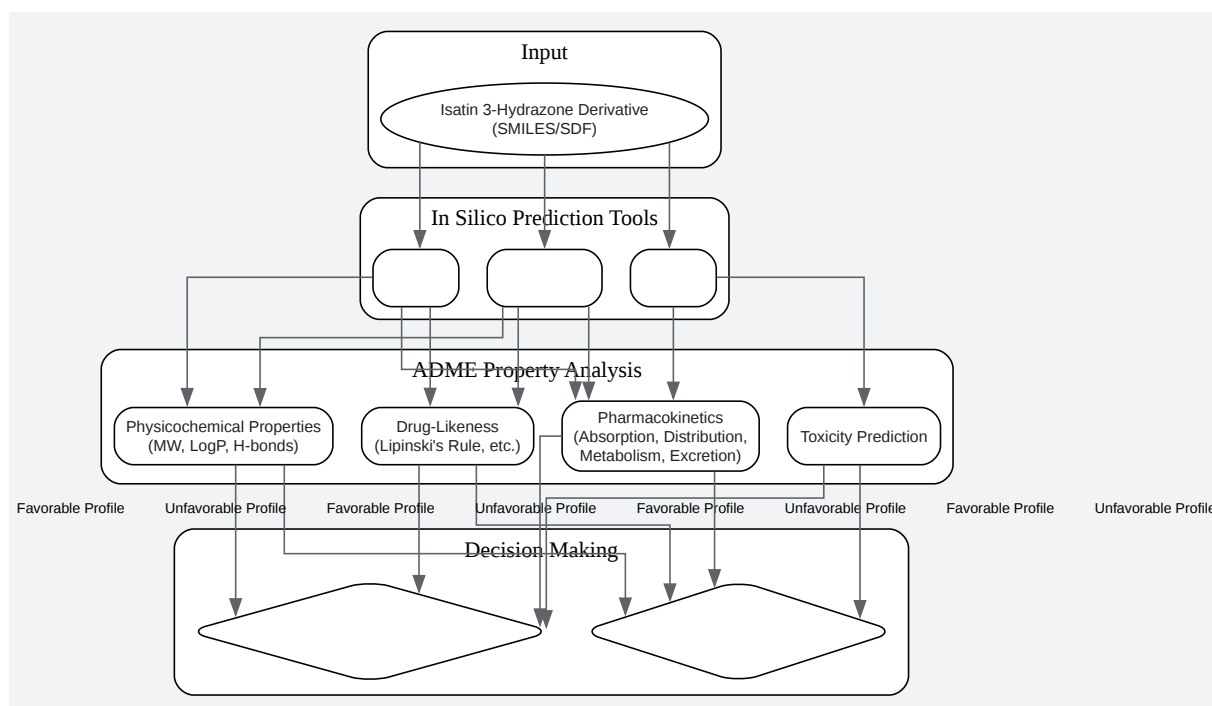 Input
Isatin 3-Hydrazone Derivative
(SMILES/SDF)
In Silico Prediction Tools
ADME Property Analysis
Physicochemical Properties
(MW, LogP, H-bonds)
Drug-Likeness
(Lipinski's Rule, etc.)
Pharmacokinetics
(Absorption, Distribution,
Metabolism, Excretion)
Toxicity Prediction
Favorable Profile
Unfavorable Profile
Favorable Profile
Unfavorable Profile
Favorable Profile
Unfavorable Profile
Favorable Profile
Unfavorable Profile
Decision Making